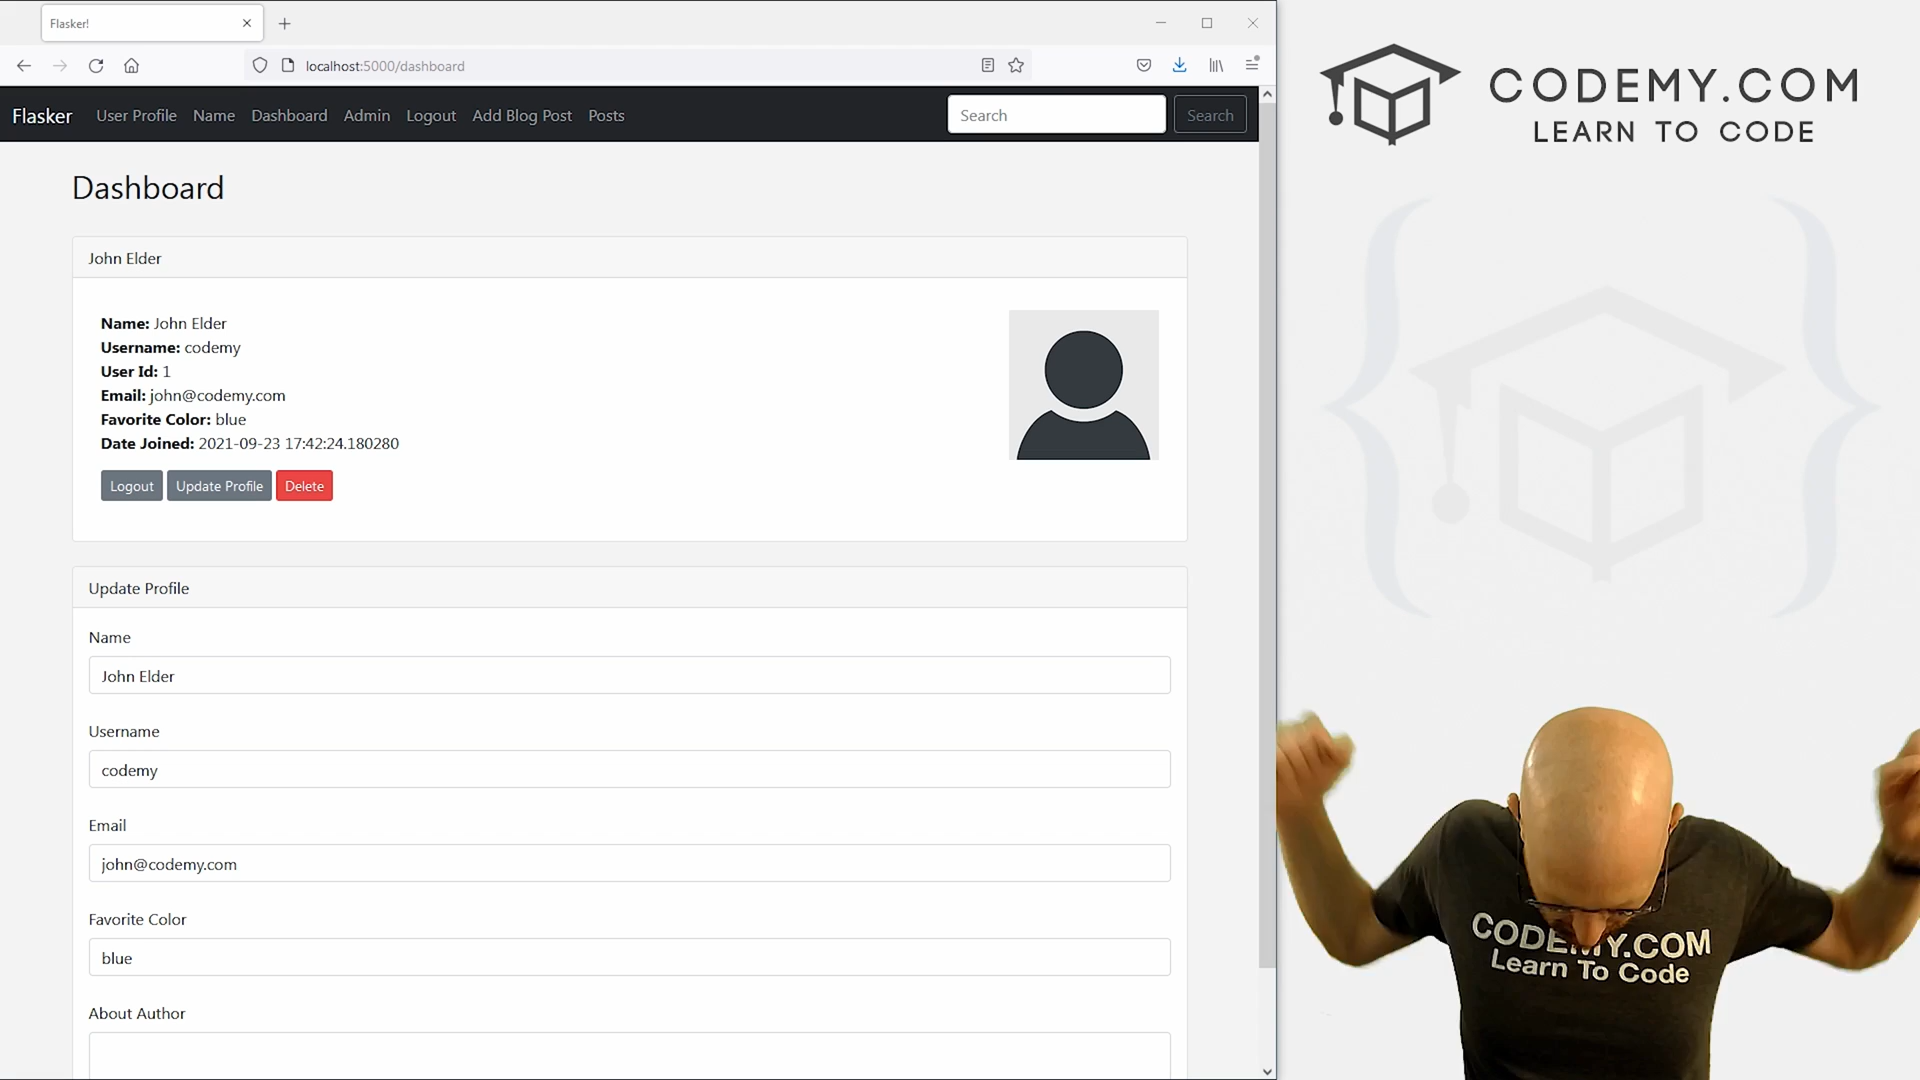 Flasker!
localhost:5000/dashboard
Flasker User Profile Name Dashboard Admin Logout Add Blog Post Posts Search Search
Dashboard
John Elder
Name: John Elder
Username: codemy
User Id: 1
Email: john@codemy.com
Favorite Color: blue
Date Joined: 2021-09-23 17:42:24.180280
Logout Update Profile Delete
Update Profile
Name
John Elder
Username
codemy
Email
john@codemy.com
Favorite Color
blue
About Author
CODEMY.COM
LEARN TO CODE
CODEMY.COM
Learn To Code